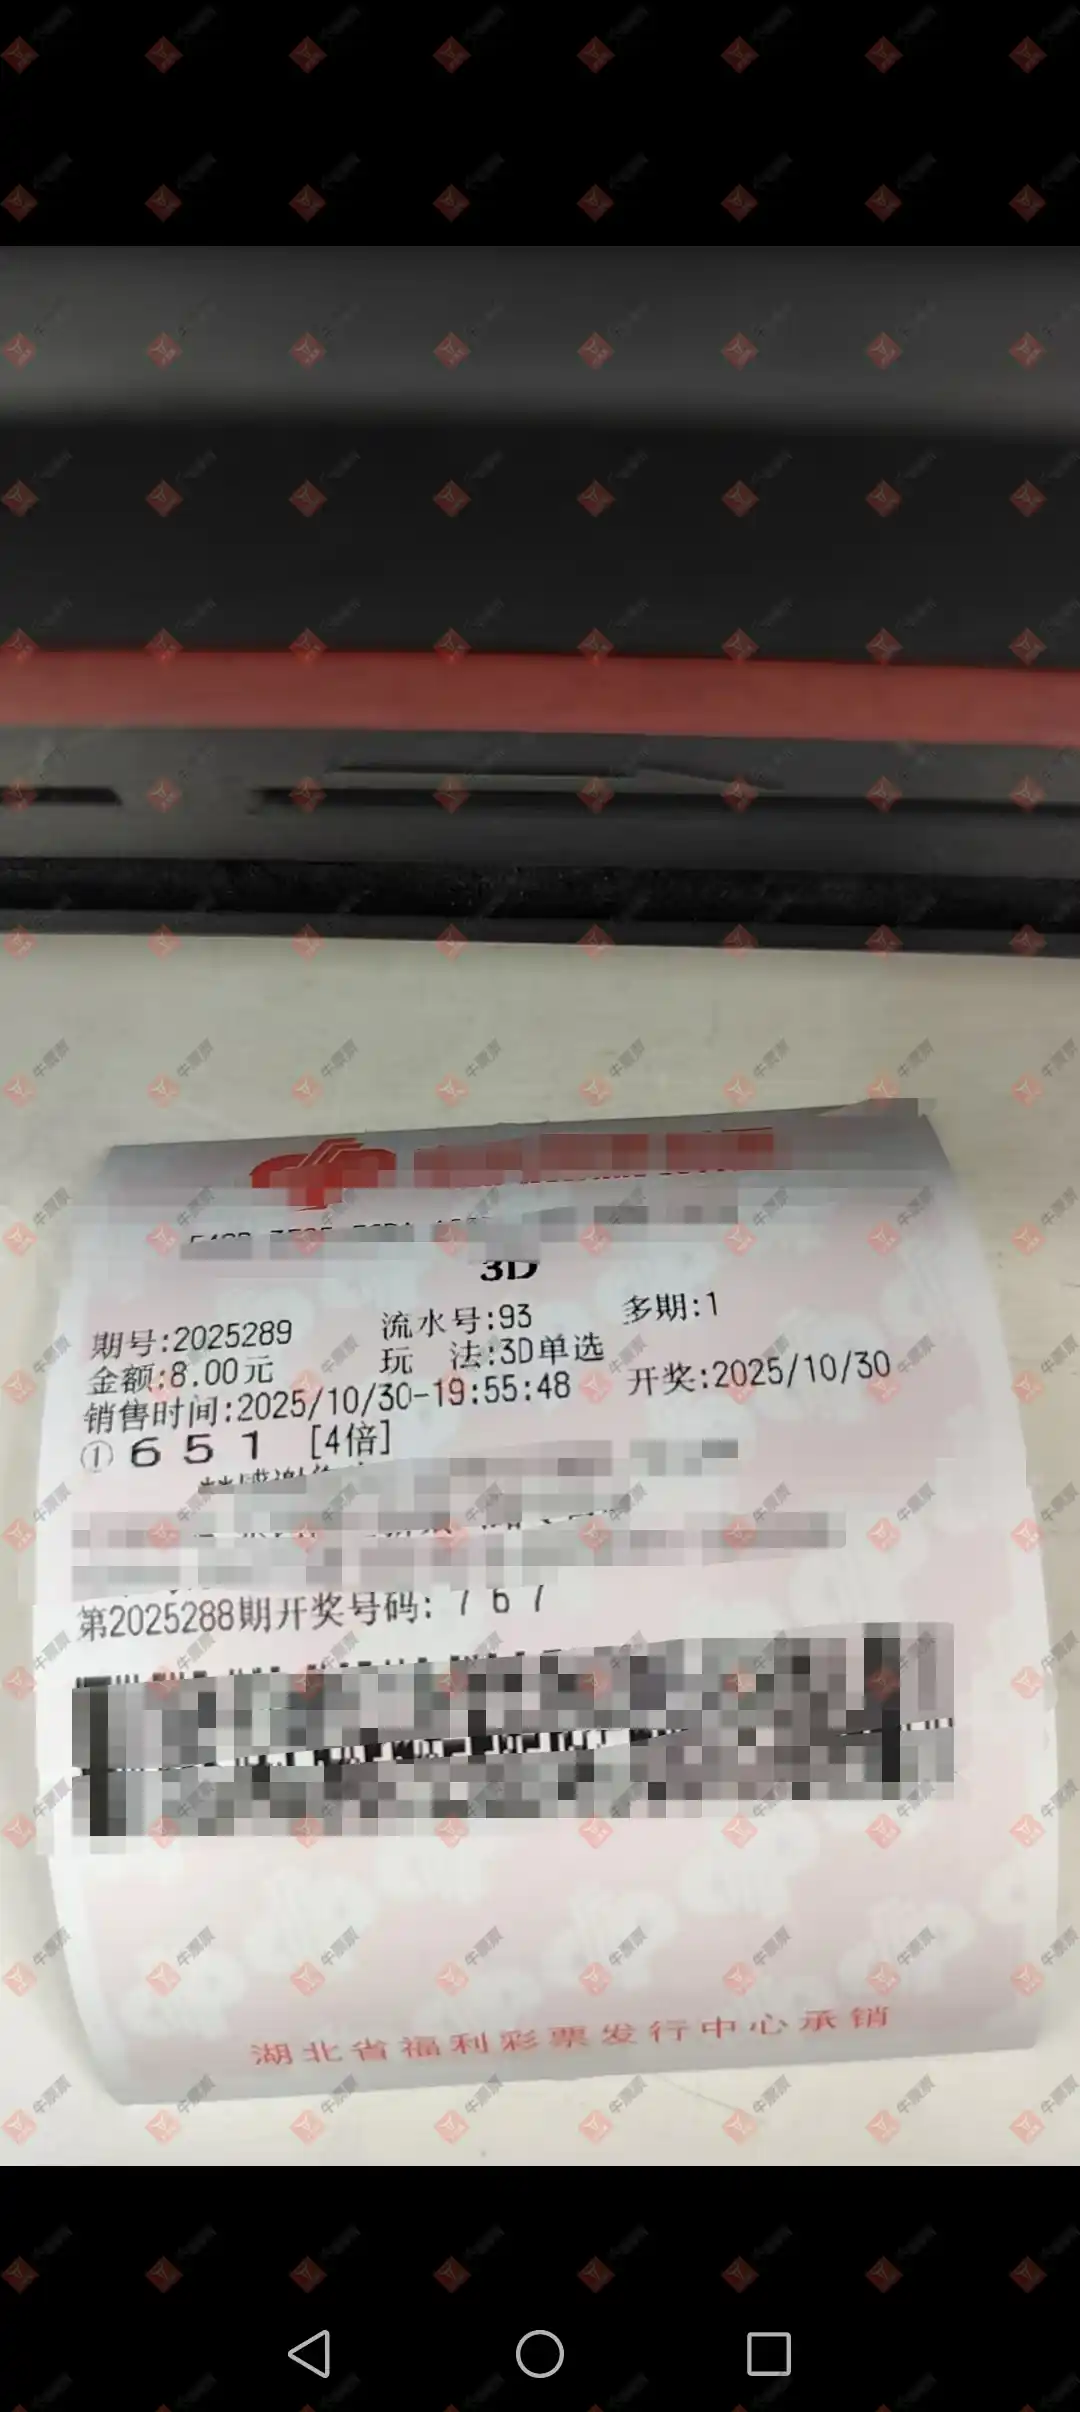 3D
期号:2025289 流水号:93 多期:1
金额:8.00元 玩 法:3D单选
销售时间:2025/10/30-19:55:48 开奖:2025/10/30
① 6 5 1 [4倍]
第2025288期开奖号码: 7 6 7
湖北省福利彩票发行中心承销
牛票票